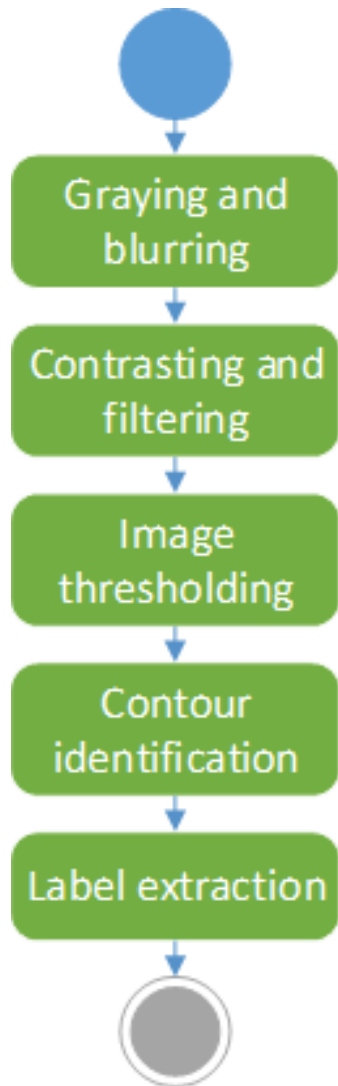 Graying and
blurring
Contrasting and
filtering
Image
thresholding
Contour
identification
Label extraction